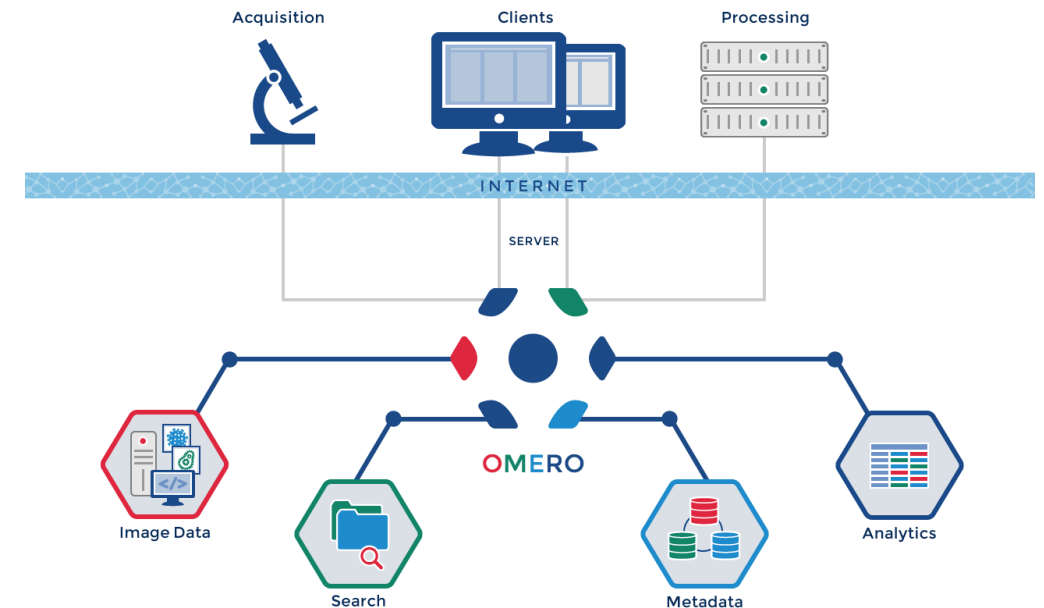 Acquisition
Clients
Processing
INTERNET
SERVER
OMERO
</>
Image Data
Analytics
Search
Metadata